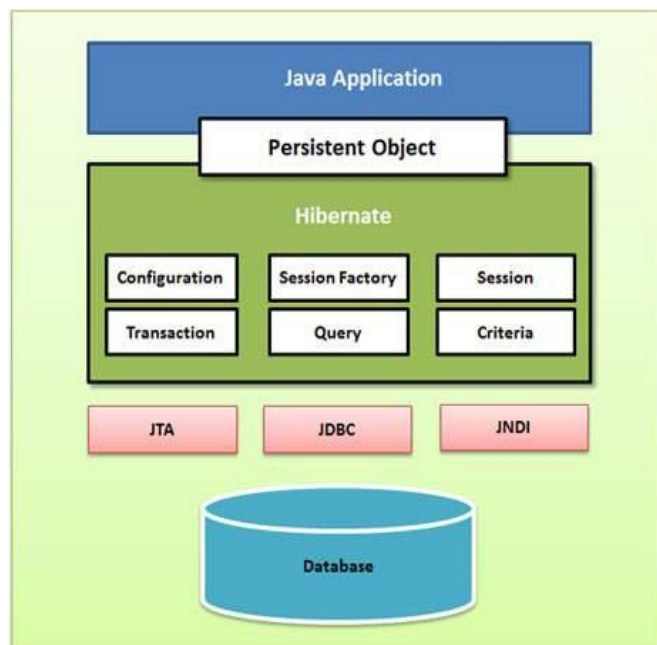 Java Application
Persistent Object
Hibernate
Configuration
Session Factory
Session
Transaction
Query
Criteria
JTA
JDBC
JNDI
Database